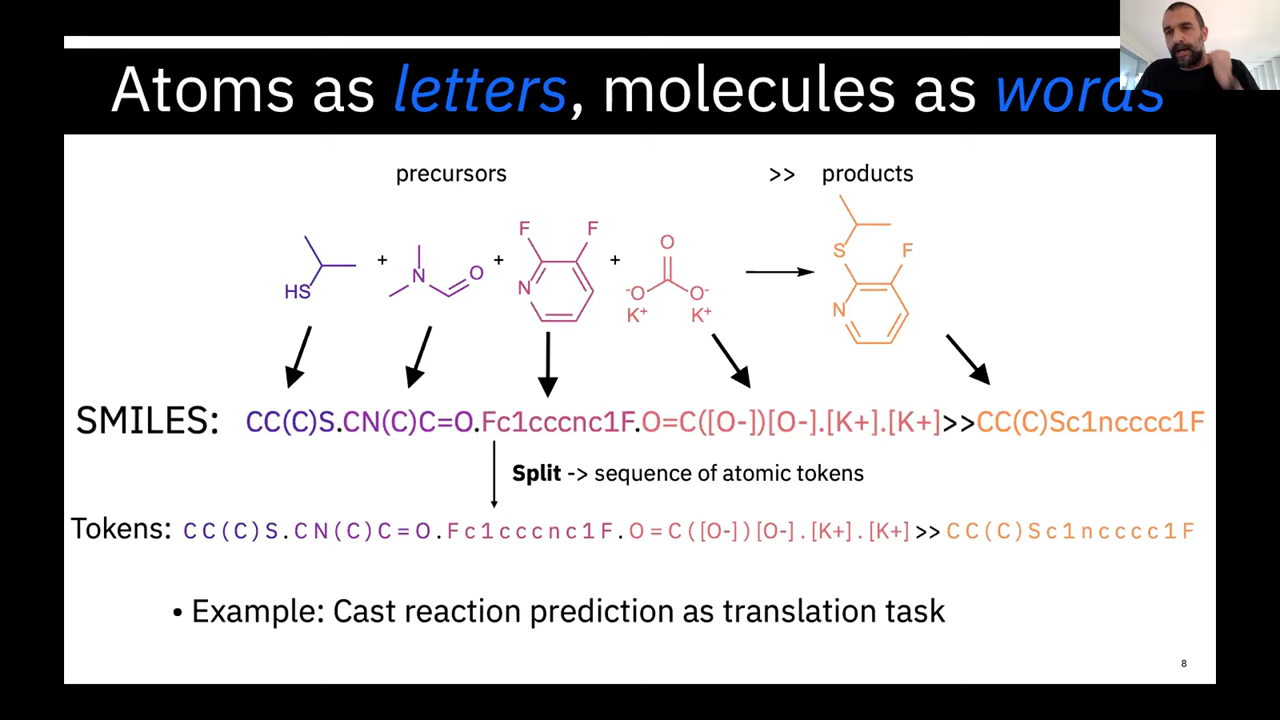 Atoms as letters, molecules as words
precursors >> products
F F O S F
HS + N O + N + -O O- N
K+ K+
SMILES: CC(C)S.CN(C)C=O.Fc1cccnc1F.O=C([O-])[O-].[K+].[K+]>>CC(C)Sc1ncccc1F
Split -> sequence of atomic tokens
Tokens: C C ( C ) S . C N ( C ) C = O . F c 1 c c c n c 1 F . O = C ( [O-] ) [O-] . [K+] . [K+] >> C C ( C ) S c 1 n c c c c 1 F
• Example: Cast reaction prediction as translation task
8